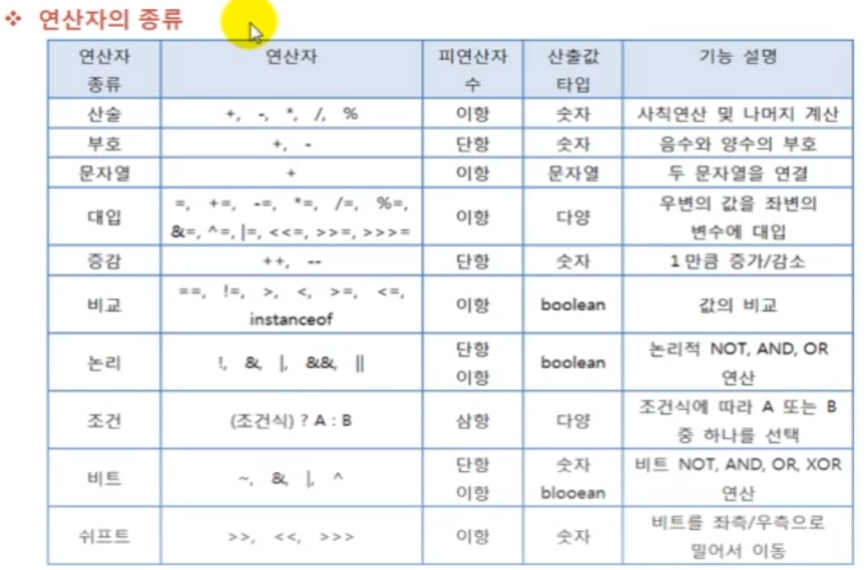 ❖ 연산자의 종류
연산자 종류 | 연산자 | 피연산자 수 | 산출값 타입 | 기능 설명
산술 | +, -, *, /, % | 이항 | 숫자 | 사칙연산 및 나머지 계산
부호 | +, - | 단항 | 숫자 | 음수와 양수의 부호
문자열 | + | 이항 | 문자열 | 두 문자열을 연결
대입 | =, +=, -=, *=, /=, %=, &=, ^=, |=, <<=, >>=, >>>= | 이항 | 다양 | 우변의 값을 좌변의 변수에 대입
증감 | ++, -- | 단항 | 숫자 | 1만큼 증가/감소
비교 | ==, !=, >, <, >=, <=, instanceof | 이항 | boolean | 값의 비교
논리 | !, &, |, &&, || | 단항 이항 | boolean | 논리적 NOT, AND, OR 연산
조건 | (조건식) ? A : B | 삼항 | 다양 | 조건식에 따라 A 또는 B 중 하나를 선택
비트 | ~, &, |, ^ | 단항 이항 | 숫자 blooean | 비트 NOT, AND, OR, XOR 연산
쉬프트 | >>, <<, >>> | 이항 | 숫자 | 비트를 좌측/우측으로 밀어서 이동